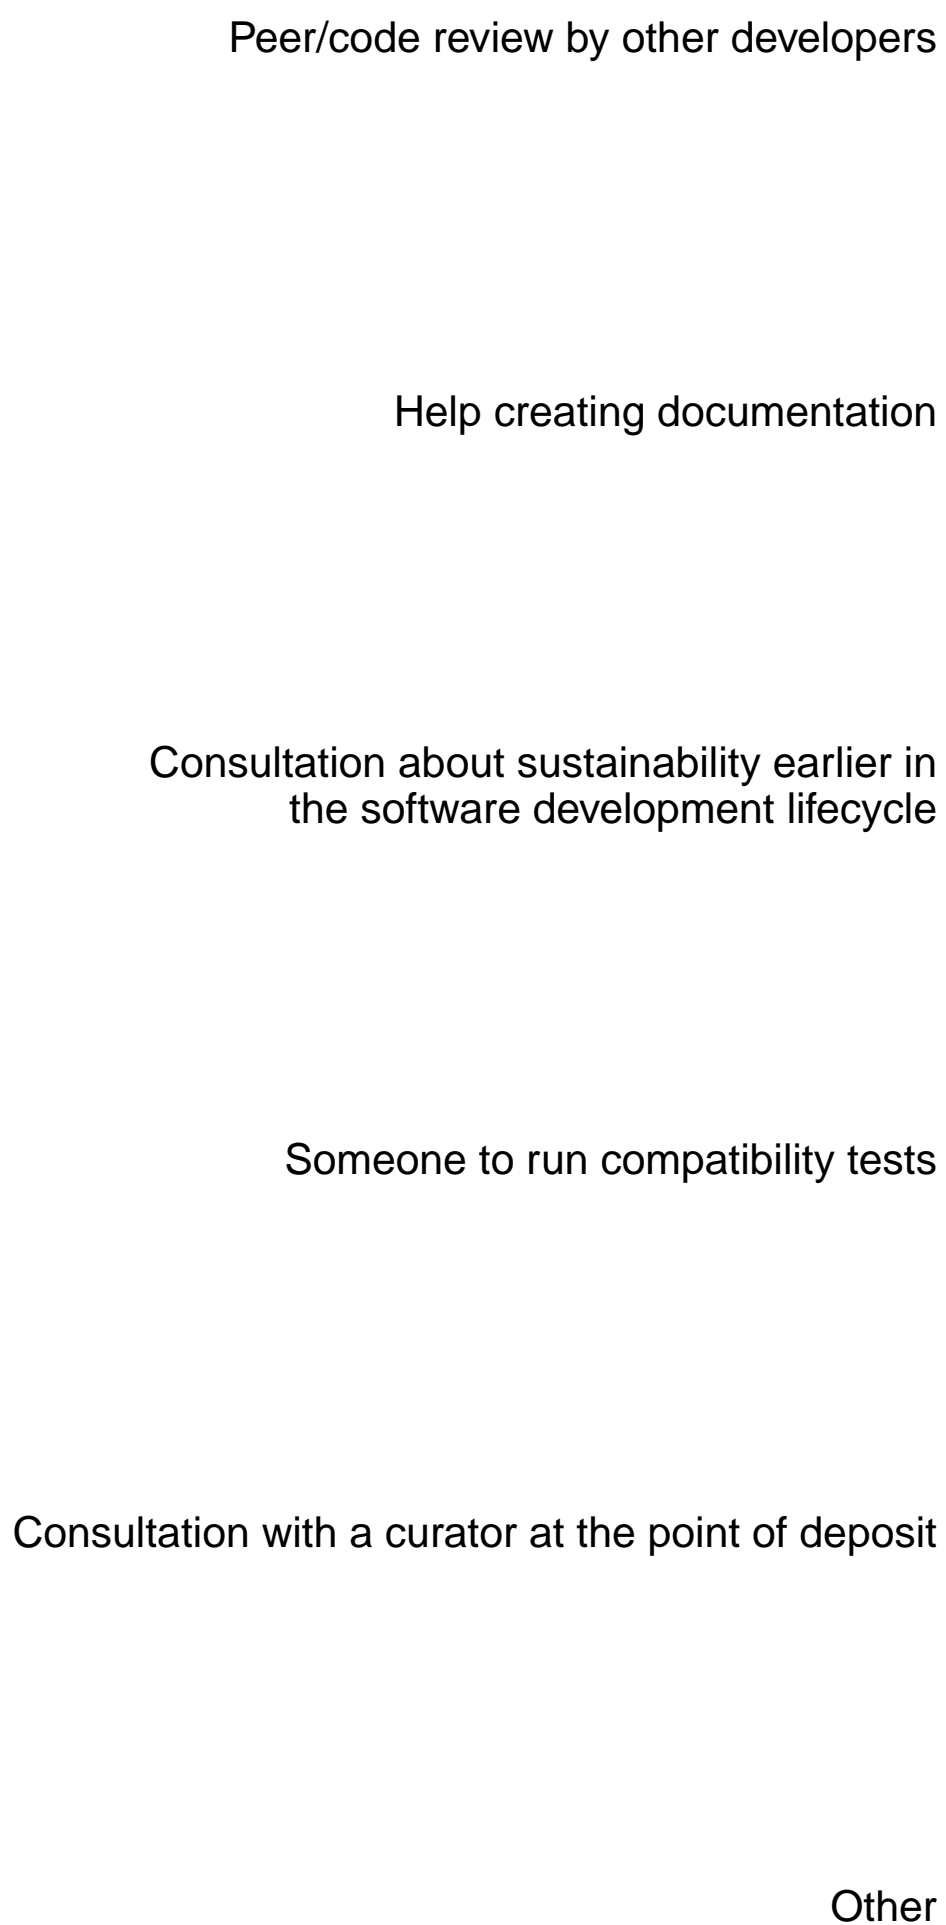 Peer/code review by other developers
Help creating documentation
Consultation about sustainability earlier in
the software development lifecycle
Someone to run compatibility tests
Consultation with a curator at the point of deposit
Other